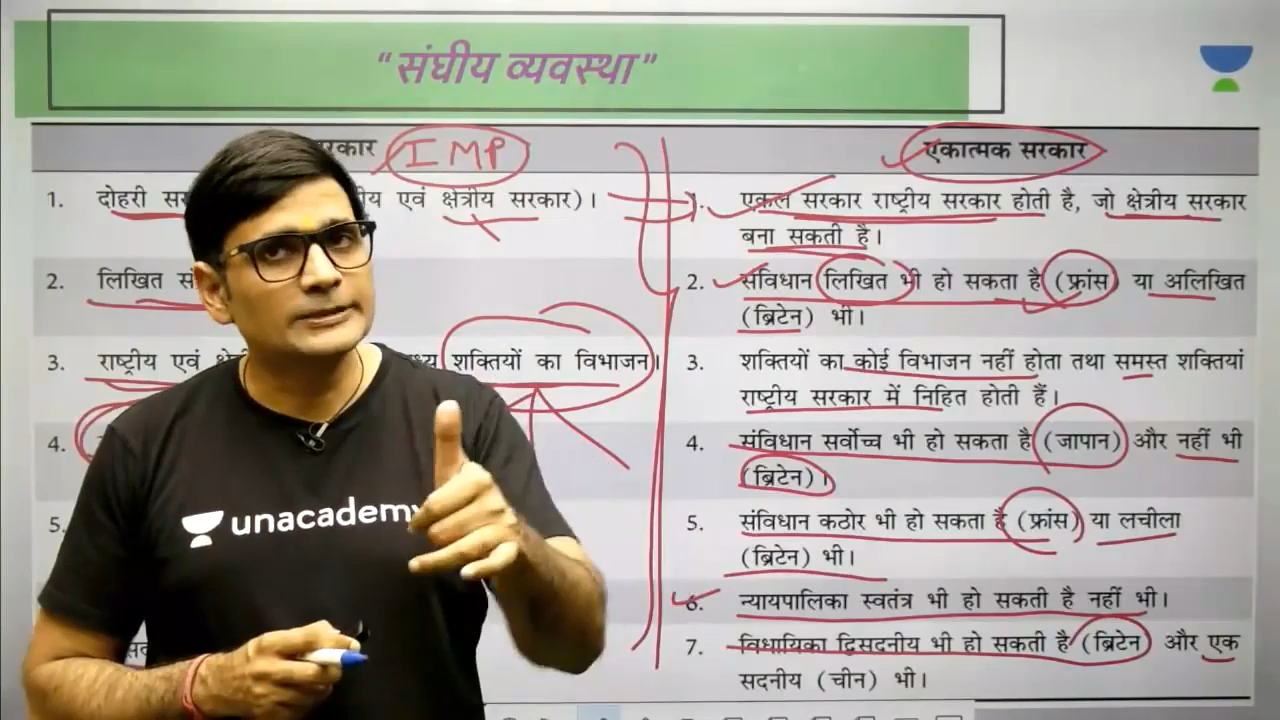 “संघीय व्यवस्था”
IMP
एकात्मक सरकार
1. दोहरी एवं क्षेत्रीय सरकार)।
2. लिखित
3. राष्ट्रीय एवं शक्तियों का विभाजन।
4.
5.
1. एकल सरकार राष्ट्रीय सरकार होती है, जो क्षेत्रीय सरकार
बना सकती है।
2. संविधान लिखित भी हो सकता है (फ्रांस) या अलिखित
(ब्रिटेन) भी।
3. शक्तियों का कोई विभाजन नहीं होता तथा समस्त शक्तियां
राष्ट्रीय सरकार में निहित होती हैं।
4. संविधान सर्वोच्च भी हो सकता है (जापान) और नहीं भी
(ब्रिटेन)।
5. संविधान कठोर भी हो सकता है (फ्रांस) या लचीला
(ब्रिटेन) भी।
6. न्यायपालिका स्वतंत्र भी हो सकती है नहीं भी।
7. विधायिका द्विसदनीय भी हो सकती है (ब्रिटेन और एक
सदनीय (चीन) भी।
unacademy